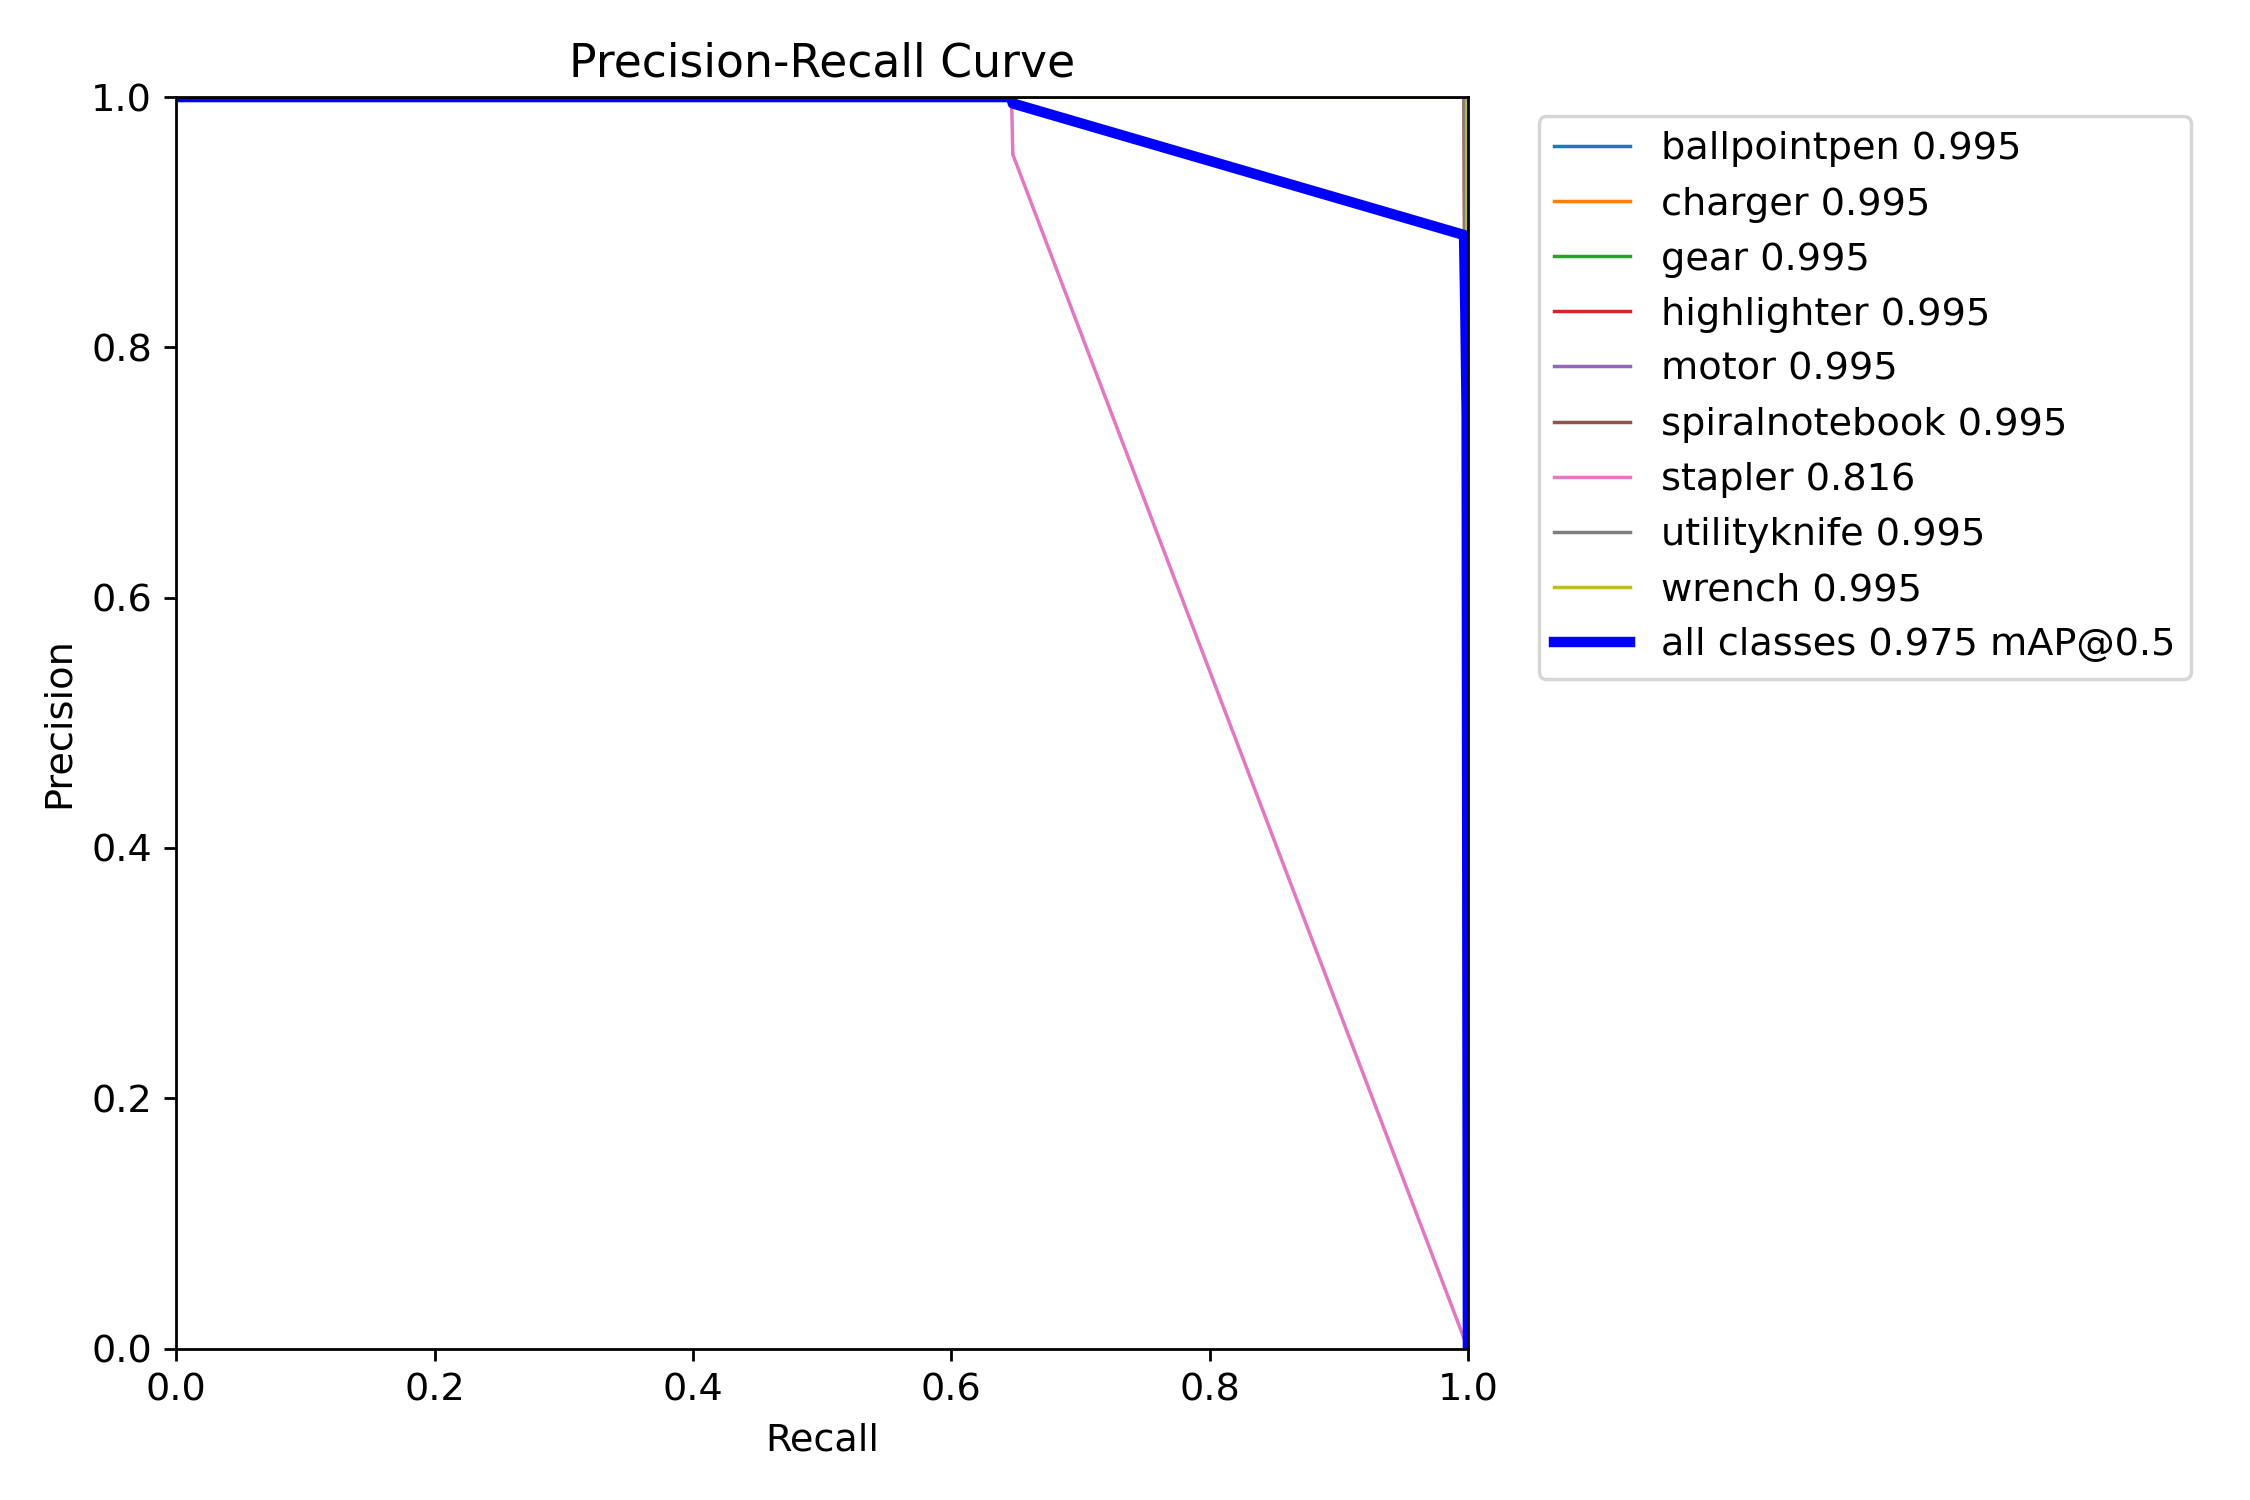 Precision-Recall Curve
1.0
0.8
0.6
0.4
0.2
0.0
Precision
0.0 0.2 0.4 0.6 0.8 1.0
Recall
ballpointpen 0.995
charger 0.995
gear 0.995
highlighter 0.995
motor 0.995
spiralnotebook 0.995
stapler 0.816
utilityknife 0.995
wrench 0.995
all classes 0.975 mAP@0.5